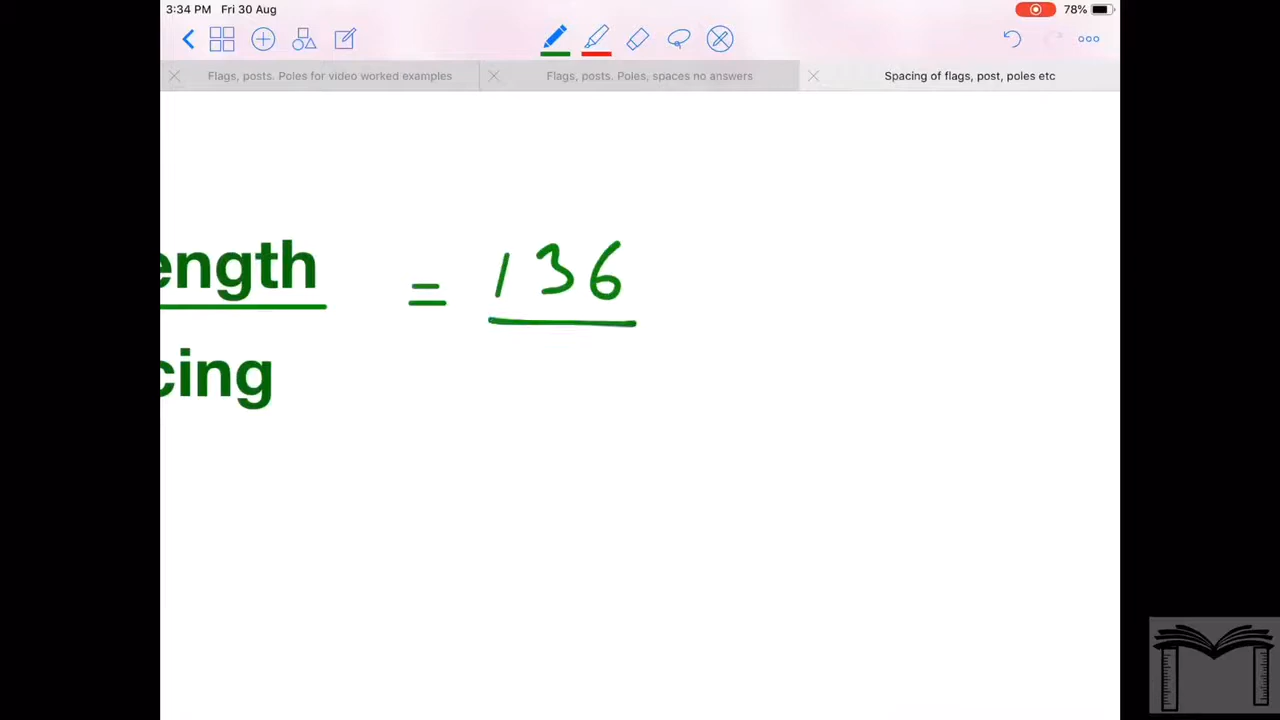 3:34 PM Fri 30 Aug 78%
Flags, posts. Poles for video worked examples
Flags, posts. Poles, spaces no answers
Spacing of flags, post, poles etc
ength
= 136
cing